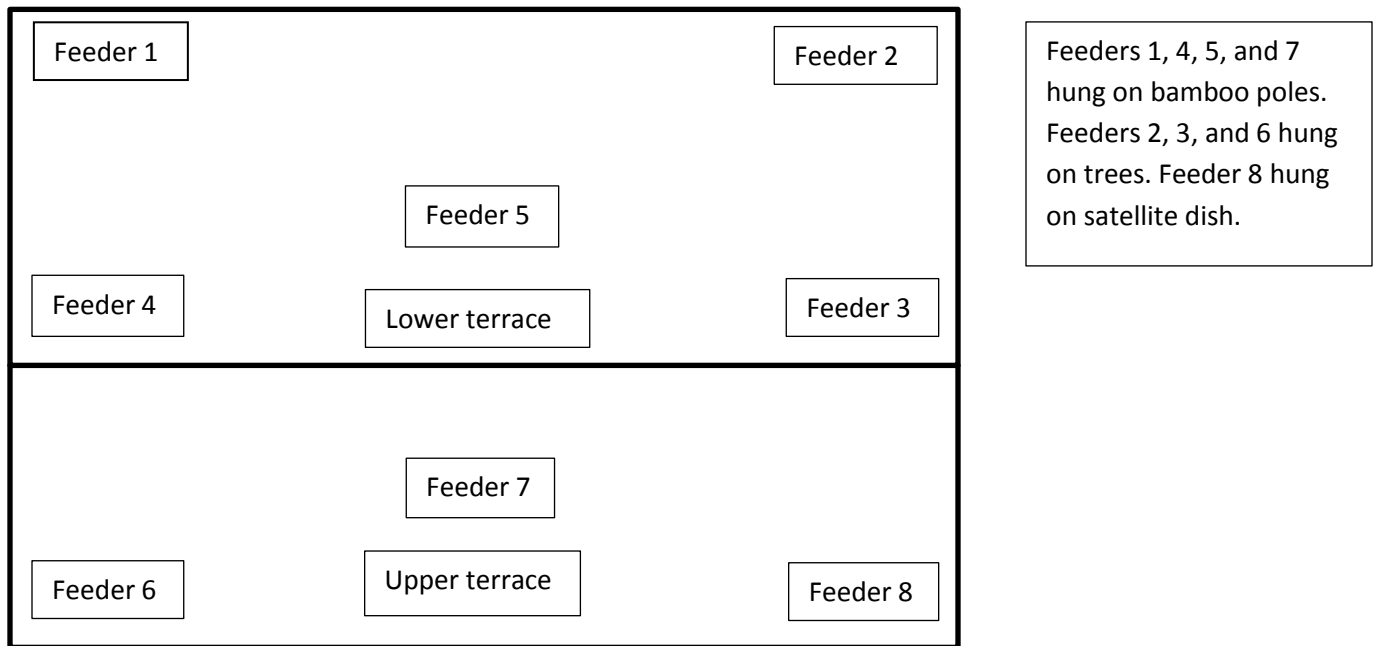 Feeder 1
Feeder 2
Feeder 5
Feeder 4
Lower terrace
Feeder 3
Feeder 7
Feeder 6
Upper terrace
Feeder 8
Feeders 1, 4, 5, and 7
hung on bamboo poles.
Feeders 2, 3, and 6 hung
on trees. Feeder 8 hung
on satellite dish.